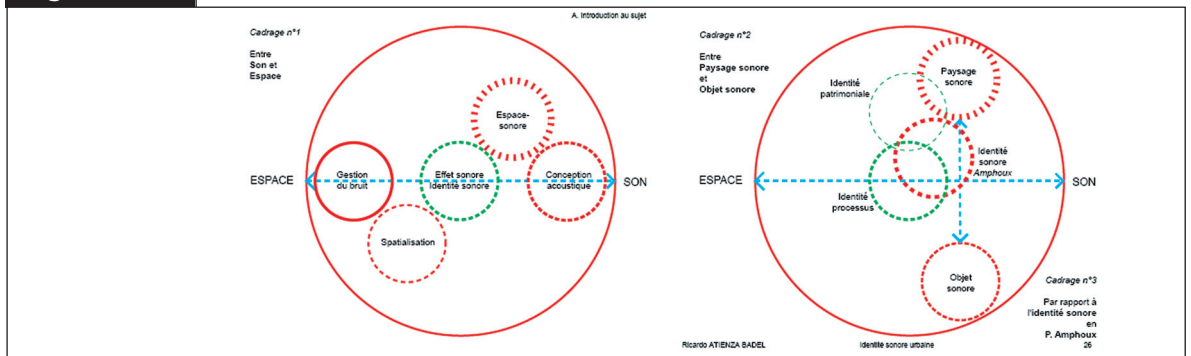 A. Introduction au sujet
Cadrage n°1
Entre
Son et
Espace
Espace-
sonore
ESPACE
Gestion
du bruit
Effet sonore
Identité sonore
Conception
acoustique
SON
Spatialisation
Cadrage n°2
Entre
Paysage sonore
et
Objet sonore
Paysage
sonore
Identité
patrimoniale
Identité
sonore
Amphoux
ESPACE
SON
Identité
processus
Objet
sonore
Cadrage n°3
Par rapport à
l'identité sonore
en
P. Amphoux
Ricardo ATIENZA BADEL
Identité sonore urbaine
26